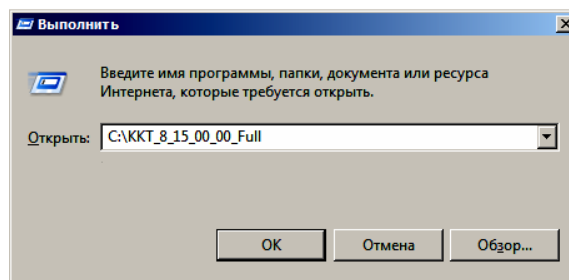 Выполнить
Введите имя программы, папки, документа или ресурса
Интернета, которые требуется открыть.
Открыть: C:\KKT_8_15_00_00_Full
OK Отмена Обзор...